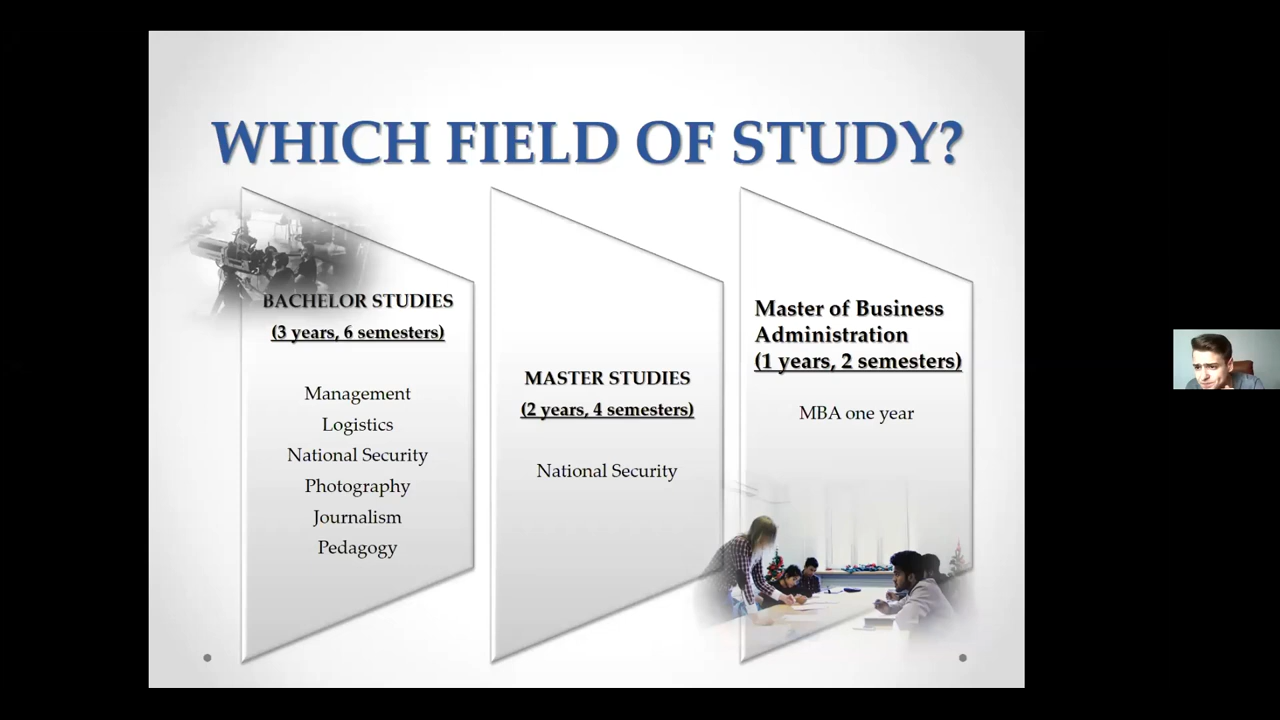 WHICH FIELD OF STUDY?
BACHELOR STUDIES
(3 years, 6 semesters)
Management
Logistics
National Security
Photography
Journalism
Pedagogy
MASTER STUDIES
(2 years, 4 semesters)
National Security
Master of Business
Administration
(1 years, 2 semesters)
MBA one year